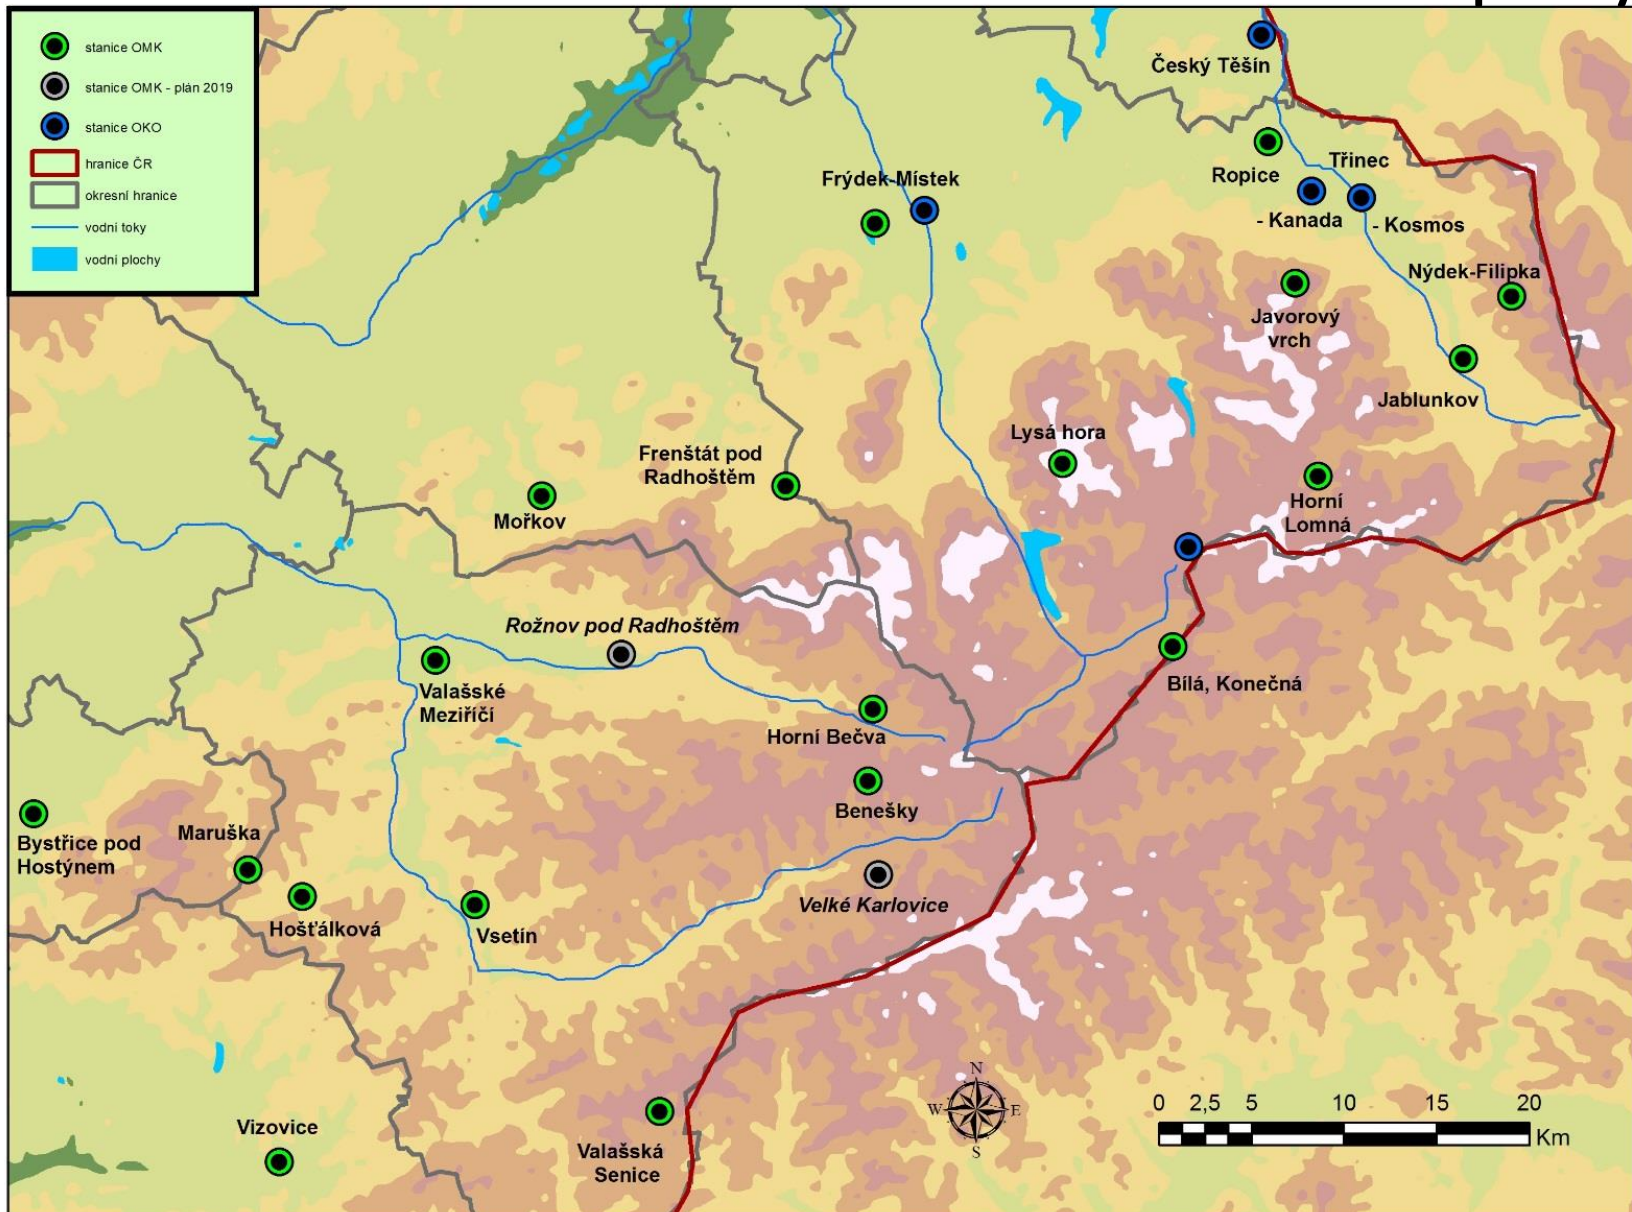 stanice OMK
stanice OMK - plán 2019
stanice OKO
hranice ČR
okresní hranice
vodní toky
vodní plochy
Český Těšín
Ropice
Třinec
- Kanada
- Kosmos
Frýdek-Místek
Nýdek-Filipka
Javorový
vrch
Jablunkov
Lysá hora
Frenštát pod
Radhoštěm
Mořkov
Horní
Lomná
Rožnov pod Radhoštěm
Valašské
Meziříčí
Bílá, Konečná
Horní Bečva
Benešky
Bystřice pod
Hostýnem
Maruška
Hošťálková
Vsetín
Velké Karlovice
Vizovice
Valašská
Senice
N
W
E
S
0 2,5 5 10 15 20
Km